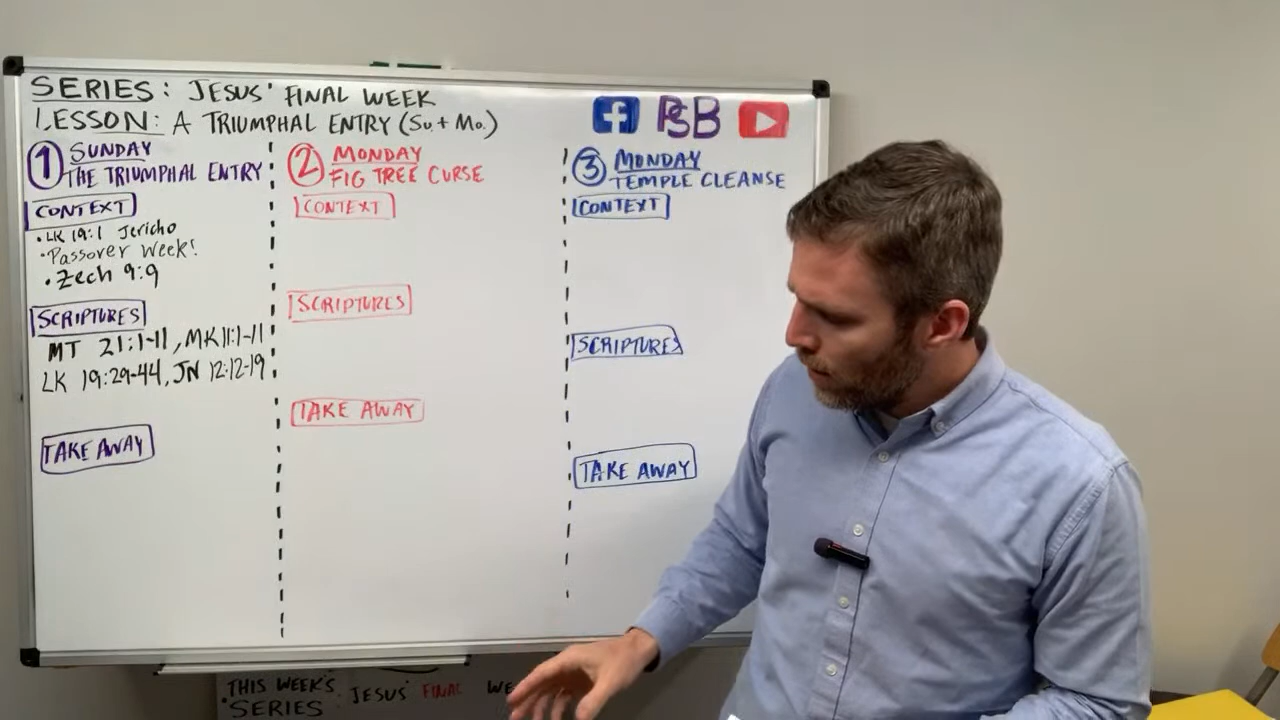 SERIES: JESUS' FINAL WEEK
LESSON: A TRIUMPHAL ENTRY (Su. + Mo.)
f PSB
1 SUNDAY
THE TRIUMPHAL ENTRY
CONTEXT
• LK 19:1 Jericho
• Passover Week!
• Zech 9:9
SCRIPTURES
MT 21:1-11, MK 11:1-11
LK 19:29-44, JN 12:12-19
TAKE AWAY
2 MONDAY
FIG TREE CURSE
CONTEXT
SCRIPTURES
TAKE AWAY
3 MONDAY
TEMPLE CLEANSE
CONTEXT
SCRIPTURES
TAKE AWAY
THIS WEEK'S JESUS' FINAL WE
• SERIES